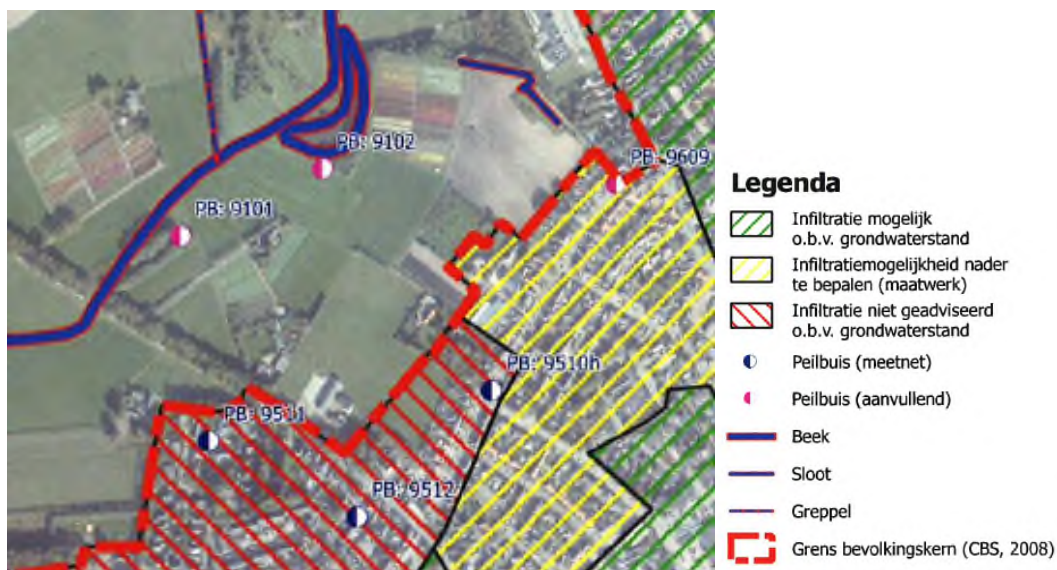 PB: 9102
PB: 9609
PB: 9101
PB: 9510h
PB: 9511
PB: 9512
Legenda
Infiltratie mogelijk
o.b.v. grondwaterstand
Infiltratiemogelijkheid nader
te bepalen (maatwerk)
Infiltratie niet geadviseerd
o.b.v. grondwaterstand
Peilbuis (meetnet)
Peilbuis (aanvullend)
Beek
Sloot
Greppel
Grens bevolkingskern (CBS, 2008)